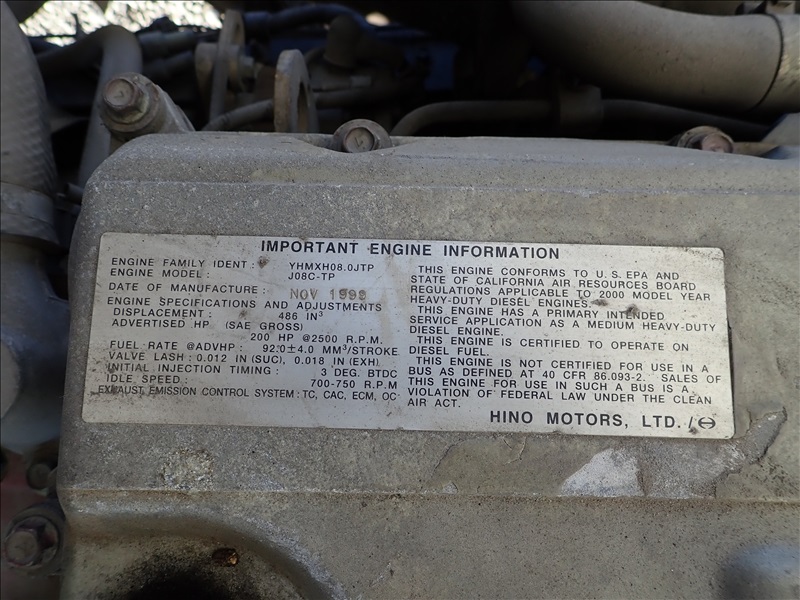 IMPORTANT ENGINE INFORMATION
ENGINE FAMILY IDENT : YHMXH08.0JTP
ENGINE MODEL : J08C-TP
DATE OF MANUFACTURE : NOV 1999
ENGINE SPECIFICATIONS AND ADJUSTMENTS
DISPLACEMENT : 486 IN³
ADVERTISED HP (SAE GROSS)
200 HP @2500 R.P.M.
FUEL RATE @ADVHP : 92.0±4.0 MM³/STROKE
VALVE LASH : 0.012 IN (SUC), 0.018 IN (EXH)
INITIAL INJECTION TIMING : 3 DEG. BTDC
IDLE SPEED : 700-750 R.P.M
EXHAUST EMISSION CONTROL SYSTEM : TC, CAC, ECM, OC
THIS ENGINE CONFORMS TO U.S. EPA AND
STATE OF CALIFORNIA AIR RESOURCES BOARD
REGULATIONS APPLICABLE TO 2000 MODEL YEAR
HEAVY-DUTY DIESEL ENGINES.
THIS ENGINE HAS A PRIMARY INTENDED
SERVICE APPLICATION AS A MEDIUM HEAVY-DUTY
DIESEL ENGINE.
THIS ENGINE IS CERTIFIED TO OPERATE ON
DIESEL FUEL.
THIS ENGINE IS NOT CERTIFIED FOR USE IN A
BUS AS DEFINED AT 40 CFR 86.093-2. SALES OF
THIS ENGINE FOR USE IN SUCH A BUS IS A
VIOLATION OF FEDERAL LAW UNDER THE CLEAN
AIR ACT.
HINO MOTORS, LTD. /